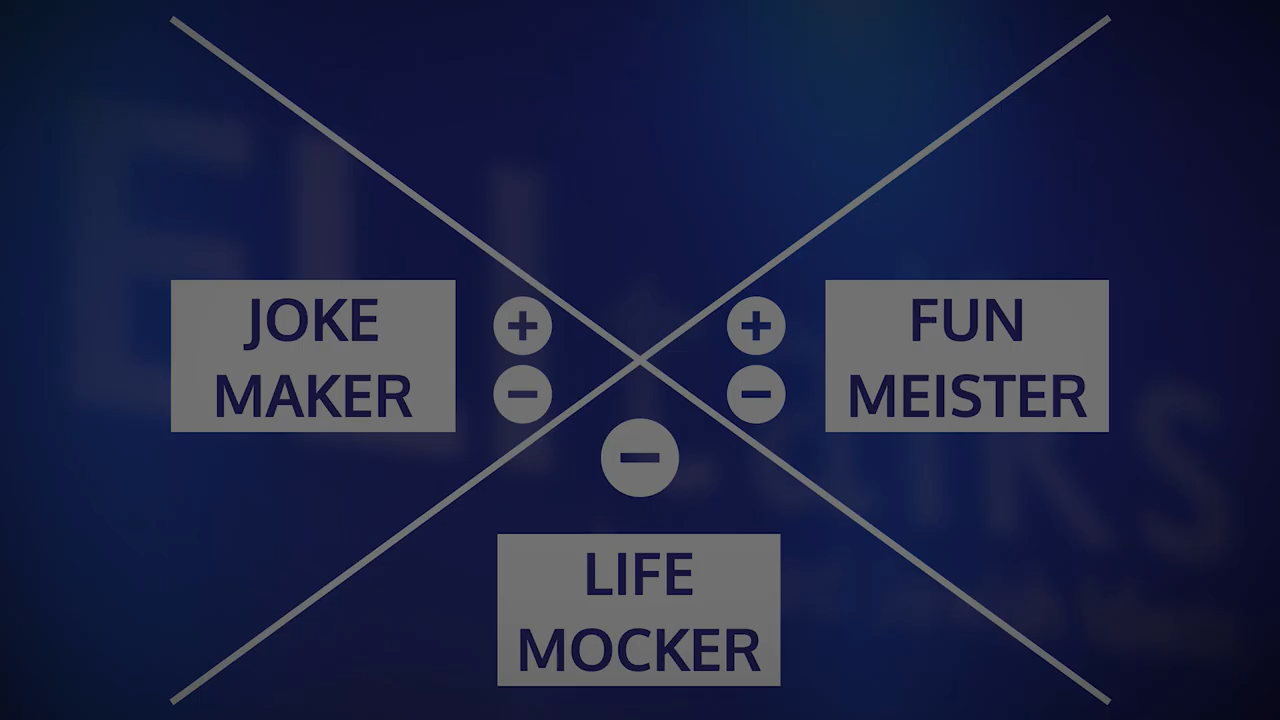 JOKE
MAKER
+
−
+
−
FUN
MEISTER
−
LIFE
MOCKER